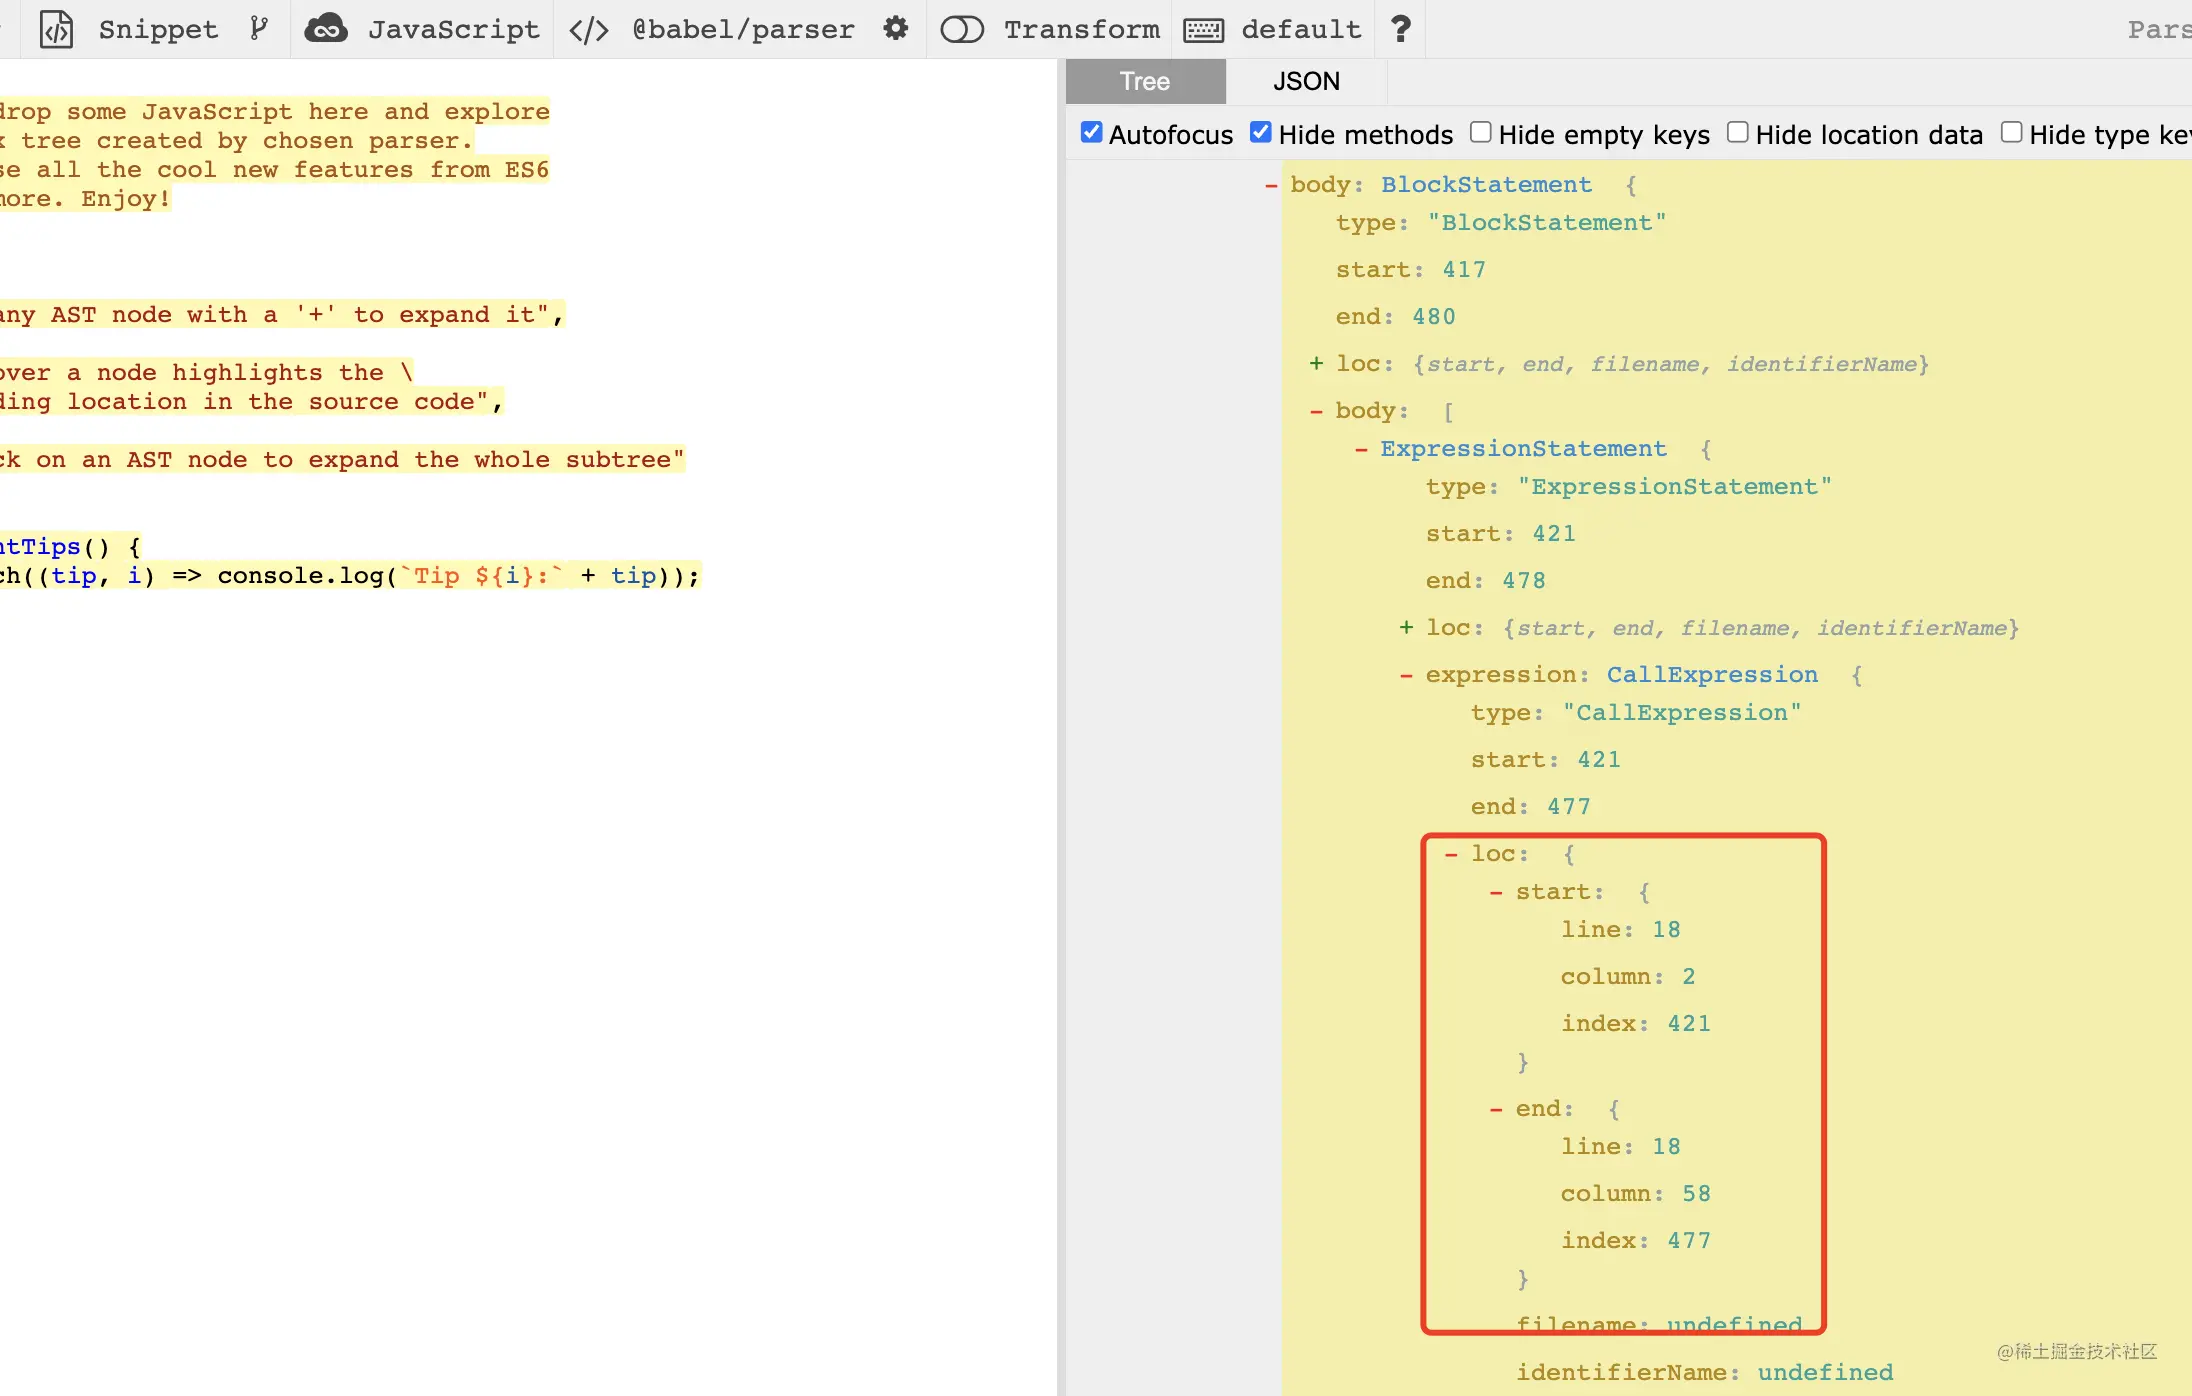 Snippet JavaScript </> @babel/parser Transform default ? Pars
Tree JSON
Autofocus Hide methods Hide empty keys Hide location data Hide type key
drop some JavaScript here and explore
x tree created by chosen parser.
se all the cool new features from ES6
more. Enjoy!
any AST node with a '+' to expand it",
over a node highlights the \
ding location in the source code",
ck on an AST node to expand the whole subtree"
ntTips() {
ch((tip, i) => console.log(`Tip ${i}:` + tip));
- body: BlockStatement {
type: "BlockStatement"
start: 417
end: 480
+ loc: {start, end, filename, identifierName}
- body: [
- ExpressionStatement {
type: "ExpressionStatement"
start: 421
end: 478
+ loc: {start, end, filename, identifierName}
- expression: CallExpression {
type: "CallExpression"
start: 421
end: 477
- loc: {
- start: {
line: 18
column: 2
index: 421
}
- end: {
line: 18
column: 58
index: 477
}
filename: undefined
identifierName: undefined
@稀土掘金技术社区